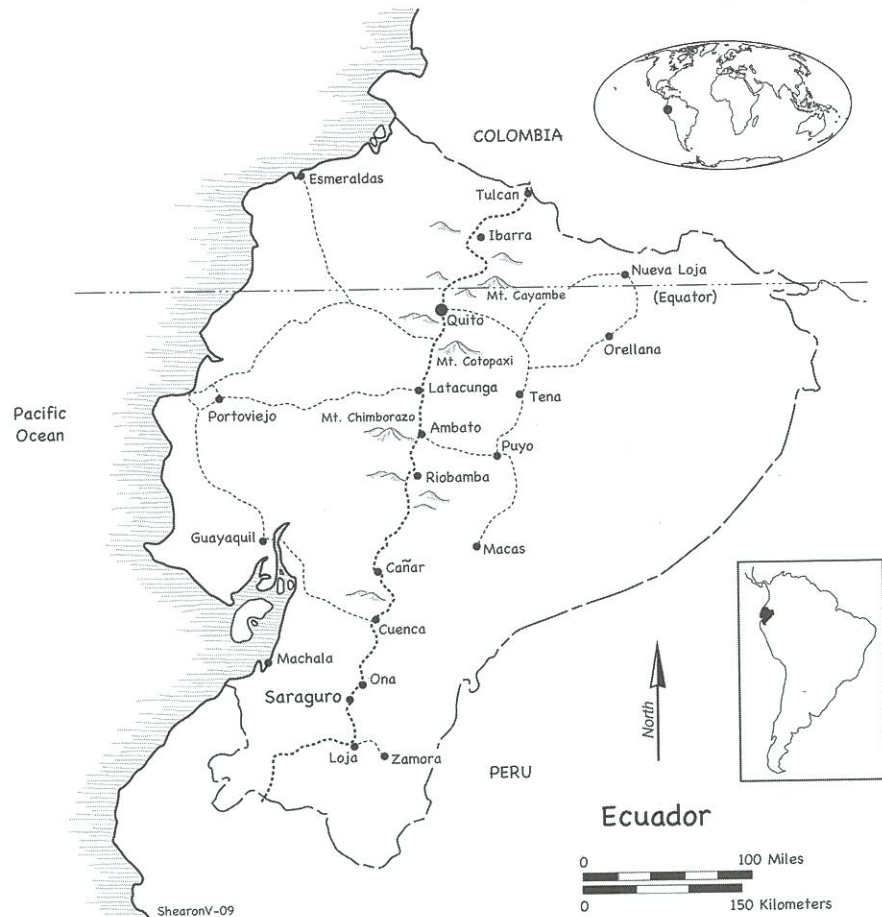 COLOMBIA
Esmeraldas
Tulcan
Ibarra
Nueva Loja
Mt. Cayambe
(Equator)
Quito
Orellana
Mt. Cotopaxi
Latacunga
Tena
Portoviejo
Mt. Chimborazo
Pacific
Ocean
Ambato
Puyo
Riobamba
Guayaquil
Macas
Cañar
Cuenca
Machala
Ona
Saraguro
North
Loja
Zamora
PERU
Ecuador
0 100 Miles
0 150 Kilometers
ShearonV-09